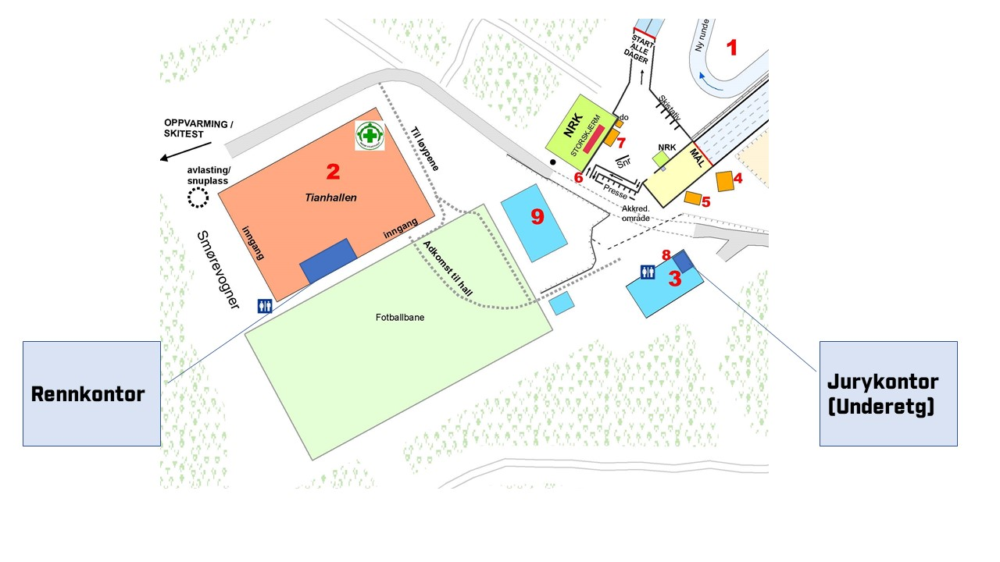 Ny runde
1
START
ALLE
DAGER
Skistativ
OPPVARMING /
SKITEST
NRK
STORSKJERM
do
7
NRK
MÅL
Snr
6
Presse
4
5
Akkred.
område
avlasting/
snuplass
2
Tianhallen
Til løypene
inngang
inngang
Smørevogner
9
Adkomst til hall
8
3
Fotballbane
Rennkontor
Jurykontor
(Underetg)